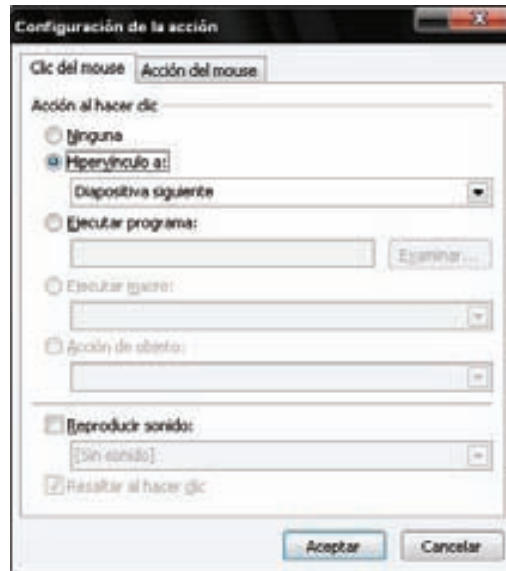 Configuración de la acción
Clic del mouse Acción del mouse
Acción al hacer clic
Ninguna
Hipervínculo a:
Diapositiva siguiente
Ejecutar programa:
Examinar...
Ejecutar macro:
Acción de objeto:
Reproducir sonido:
[Sin sonido]
Resaltar al hacer clic
Aceptar Cancelar